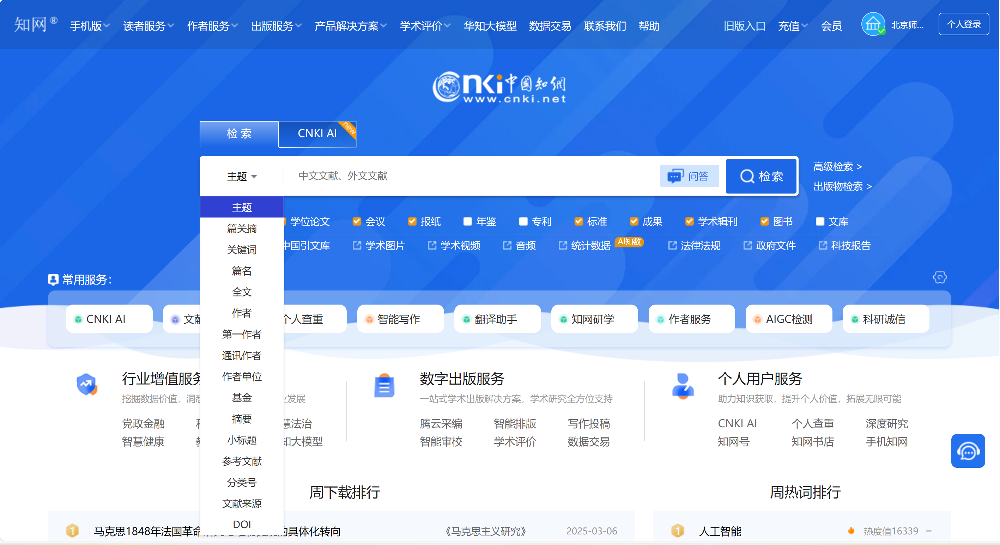 知网® 手机版 读者服务 作者服务 出版服务 产品解决方案 学术评价 华知大模型 数据交易 联系我们 帮助 旧版入口 充值 会员 北京师... 个人登录
cnki中國知網
www.cnki.net
检 索 CNKI AI new
主题 中文文献、外文文献 问答 检索
高级检索 >
出版物检索 >
主题
篇关摘
关键词
篇名
全文
作者
第一作者
通讯作者
作者单位
基金
摘要
小标题
参考文献
分类号
文献来源
DOI
学位论文 会议 报纸 年鉴 专利 标准 成果 学术辑刊 图书 文库
中国引文库 学术图片 学术视频 音频 统计数据 AI知数 法律法规 政府文件 科技报告
常用服务:
CNKI AI 文献 个人查重 智能写作 翻译助手 知网研学 作者服务 AIGC检测 科研诚信
行业增值服务
挖掘数据价值，洞 业发展
党政金融 慧法治
智慧健康 知大模型
数字出版服务
一站式学术出版解决方案，学术研究全方位支持
腾云采编 智能排版 写作投稿
智能审校 学术评价 数据交易
个人用户服务
助力知识获取，提升个人价值，拓展无限可能
CNKI AI 个人查重 深度研究
知网号 知网书店 手机知网
周下载排行
1 马克思1848年法国革命 的具体化转向 《马克思主义研究》 2025-03-06
周热词排行
1 人工智能 热度值16339